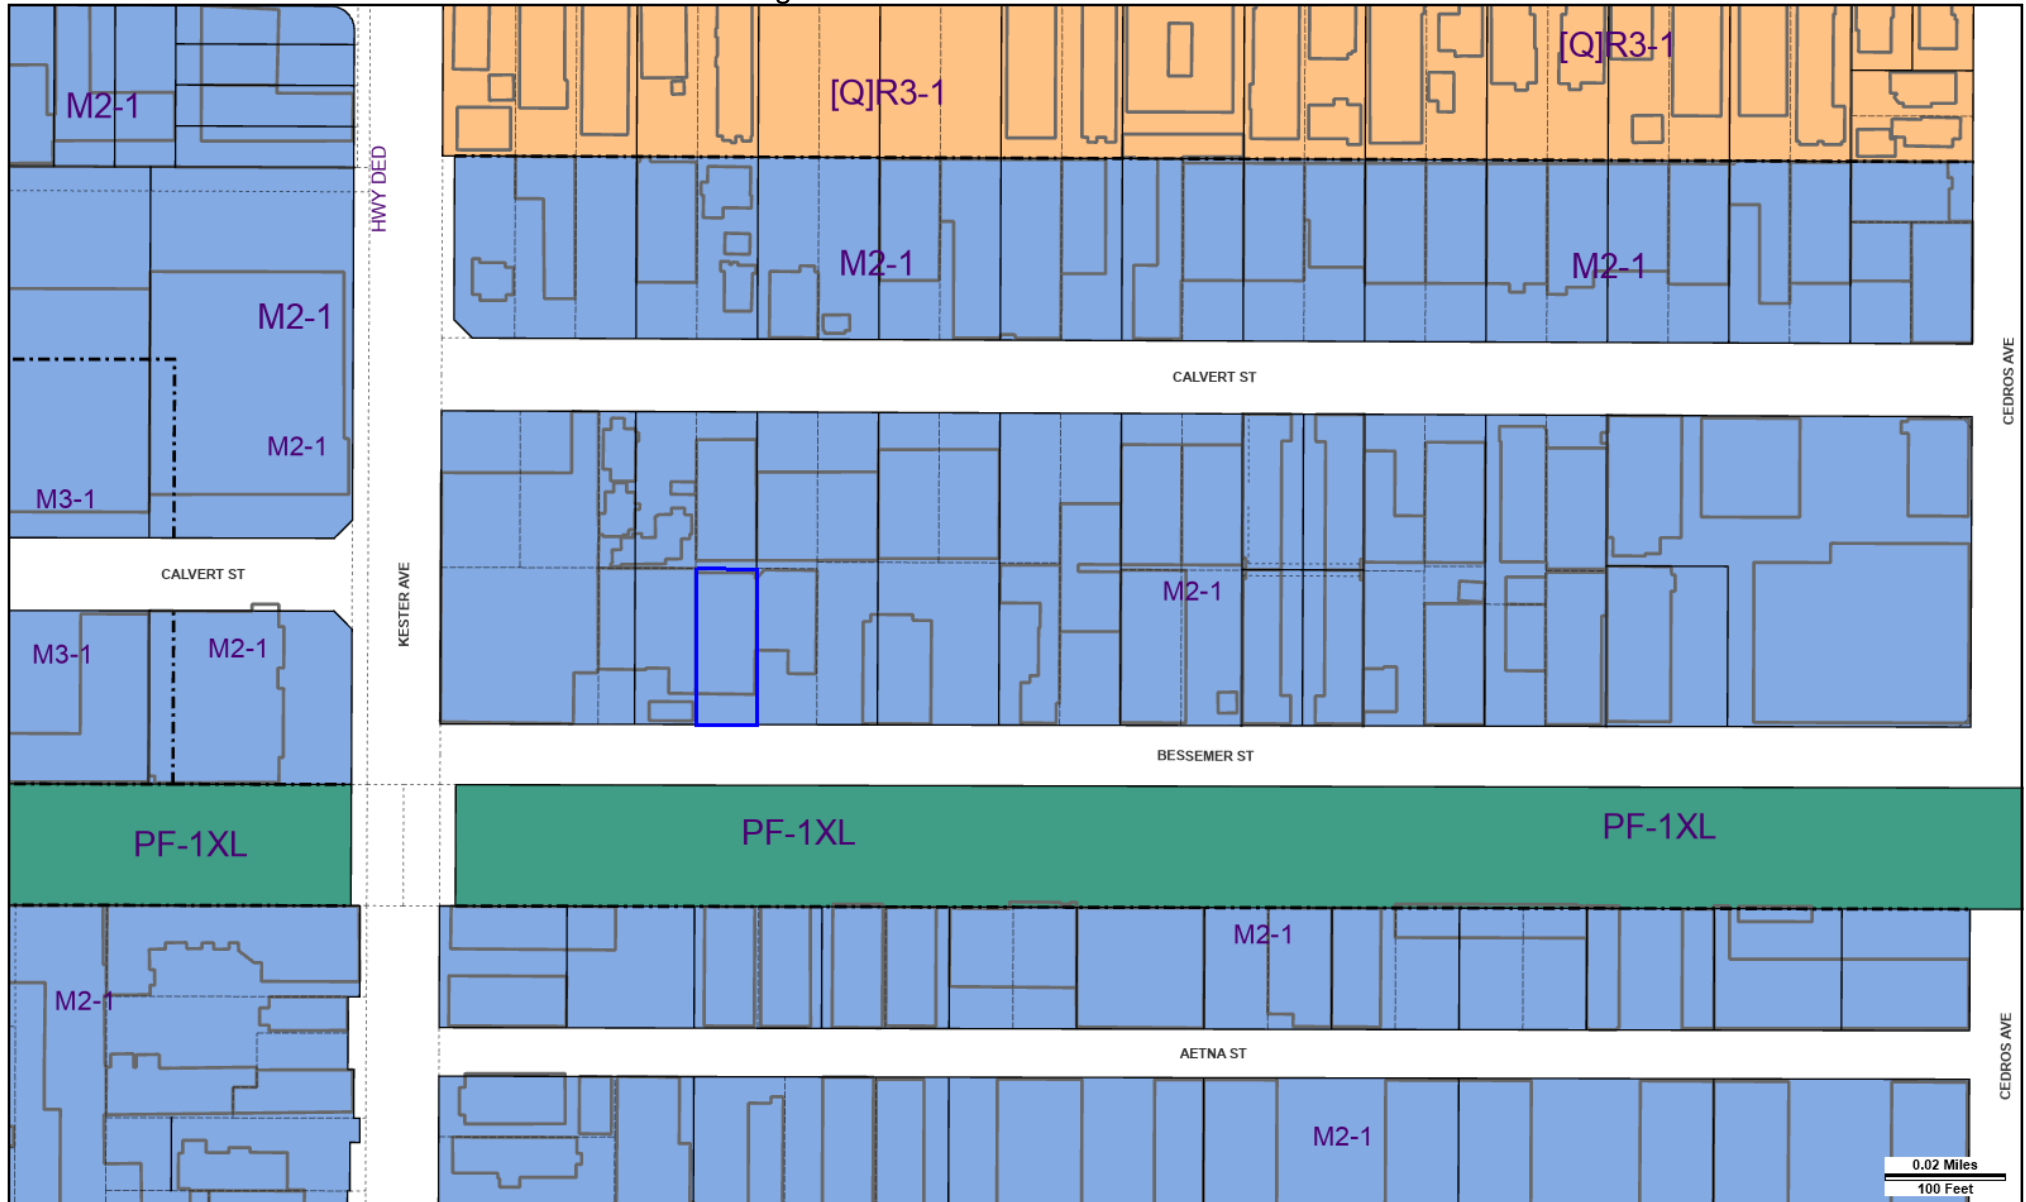 [Q]R3-1
[Q]R3-1
M2-1
HWY DED
M2-1
M2-1
M2-1
CALVERT ST
CEDROS AVE
M2-1
M3-1
CALVERT ST
KESTER AVE
M2-1
M3-1
M2-1
BESSEMER ST
PF-1XL
PF-1XL
PF-1XL
M2-1
M2-1
AETNA ST
CEDROS AVE
M2-1
0.02 Miles
100 Feet